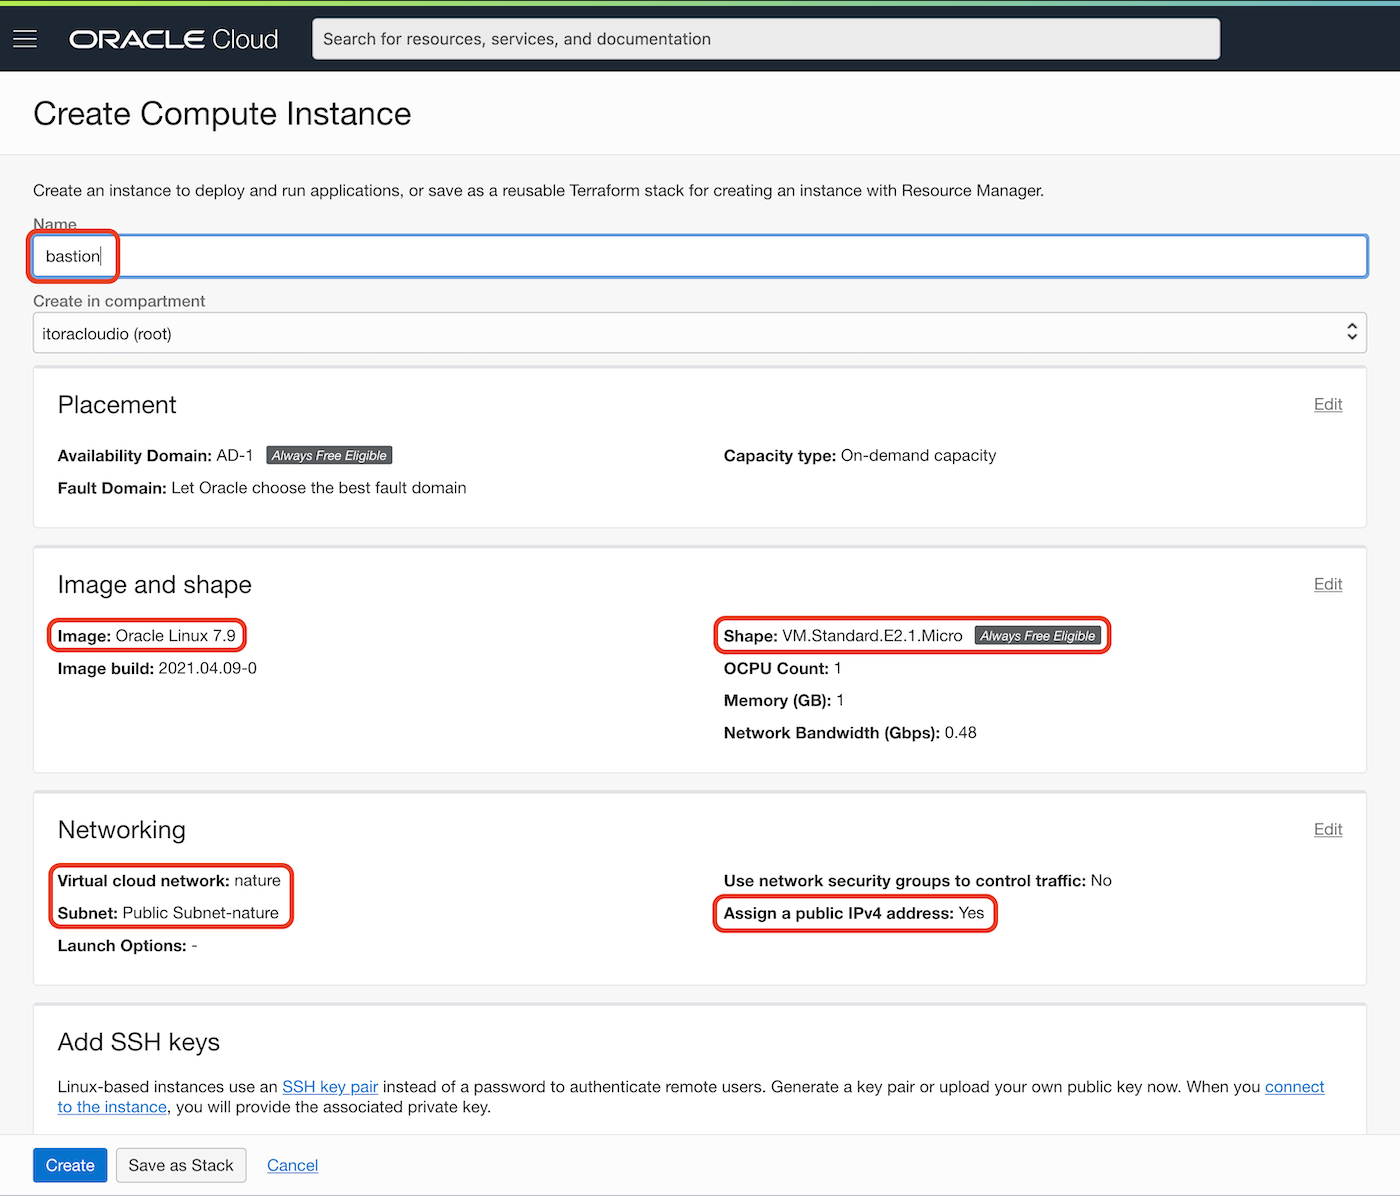 ORACLE Cloud
Search for resources, services, and documentation
Create Compute Instance
Create an instance to deploy and run applications, or save as a reusable Terraform stack for creating an instance with Resource Manager.
Name
bastion
Create in compartment
itoracloudio (root)
Placement
Edit
Availability Domain: AD-1 Always Free Eligible
Capacity type: On-demand capacity
Fault Domain: Let Oracle choose the best fault domain
Image and shape
Edit
Image: Oracle Linux 7.9
Shape: VM.Standard.E2.1.Micro Always Free Eligible
Image build: 2021.04.09-0
OCPU Count: 1
Memory (GB): 1
Network Bandwidth (Gbps): 0.48
Networking
Edit
Virtual cloud network: nature
Use network security groups to control traffic: No
Subnet: Public Subnet-nature
Assign a public IPv4 address: Yes
Launch Options: -
Add SSH keys
Linux-based instances use an SSH key pair instead of a password to authenticate remote users. Generate a key pair or upload your own public key now. When you connect
to the instance, you will provide the associated private key.
Create
Save as Stack
Cancel